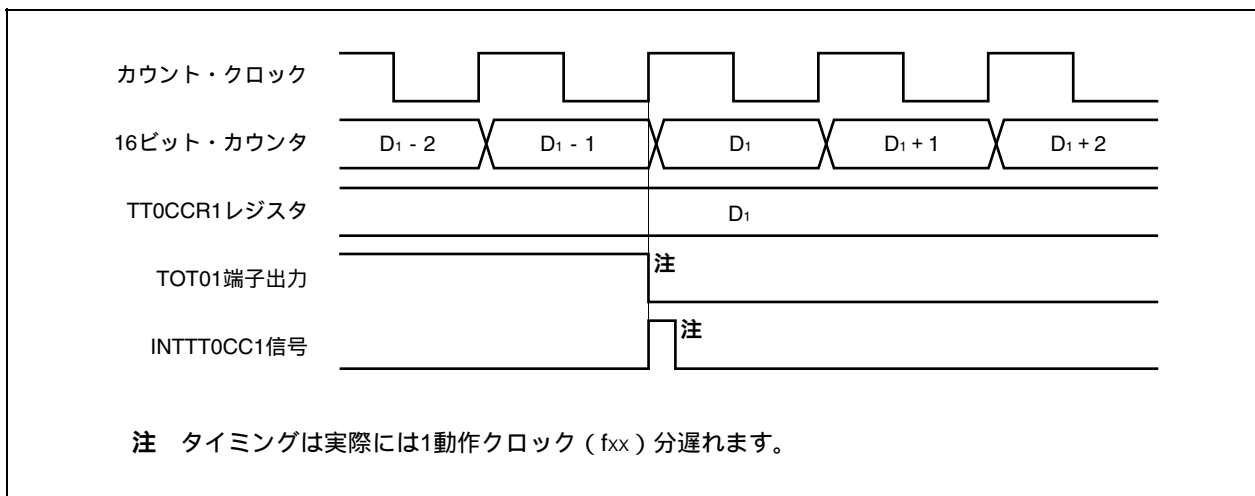 カウント・クロック
16ビット・カウンタ D1 - 2 D1 - 1 D1 D1 + 1 D1 + 2
TT0CCR1レジスタ D1
TOT01端子出力 注
INTTT0CC1信号 注
注 タイミングは実際には1動作クロック（fxx）分遅れます。